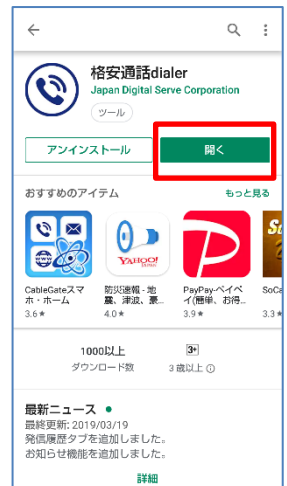 格安通話dialer
Japan Digital Serve Corporation
ツール
アンインストール
開く
おすすめのアイテム
もっと見る
YAHOO!
JAPAN
CableGateスマ
ホ・ホーム
3.6★
防災速報 - 地
震、津波、豪...
4.0★
PayPay-ペイペ
イ(簡単、お得...
3.9★
SoCa
3.3★
1000以上
ダウンロード数
3+
3 歳以上
最新ニュース
最終更新: 2019/03/19
発信履歴タブを追加しました。
お知らせ機能を追加しました。
詳細